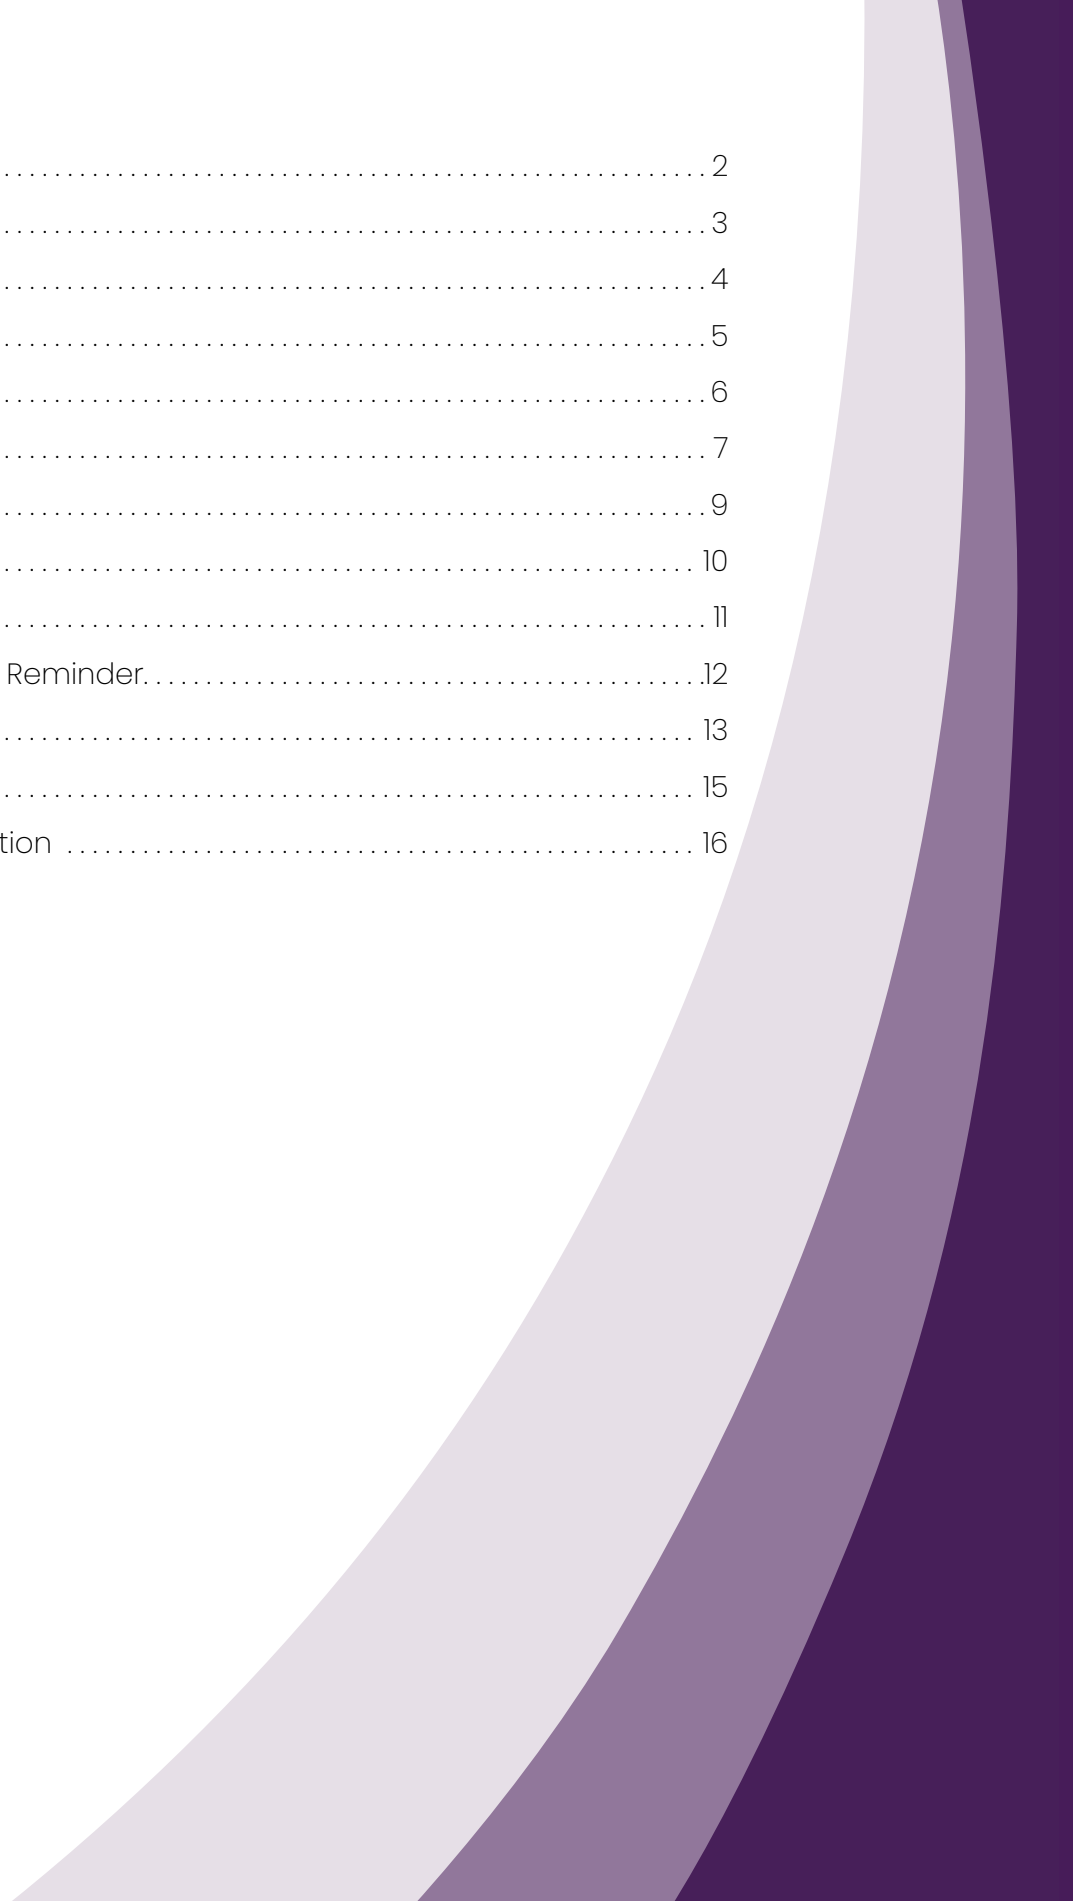 . . . . . . . . . . . . . . . . . . . . . . . . . . . . . . . . . . . . . . . . . . . . . . . . . . . . . . . . 2
. . . . . . . . . . . . . . . . . . . . . . . . . . . . . . . . . . . . . . . . . . . . . . . . . . . . . . . . 3
. . . . . . . . . . . . . . . . . . . . . . . . . . . . . . . . . . . . . . . . . . . . . . . . . . . . . . . . 4
. . . . . . . . . . . . . . . . . . . . . . . . . . . . . . . . . . . . . . . . . . . . . . . . . . . . . . . . 5
. . . . . . . . . . . . . . . . . . . . . . . . . . . . . . . . . . . . . . . . . . . . . . . . . . . . . . . . 6
. . . . . . . . . . . . . . . . . . . . . . . . . . . . . . . . . . . . . . . . . . . . . . . . . . . . . . . . 7
. . . . . . . . . . . . . . . . . . . . . . . . . . . . . . . . . . . . . . . . . . . . . . . . . . . . . . . . 9
. . . . . . . . . . . . . . . . . . . . . . . . . . . . . . . . . . . . . . . . . . . . . . . . . . . . . . . 10
. . . . . . . . . . . . . . . . . . . . . . . . . . . . . . . . . . . . . . . . . . . . . . . . . . . . . . . . 11
Reminder. . . . . . . . . . . . . . . . . . . . . . . . . . . . . . . . . . . . . . . . . . . . .12
. . . . . . . . . . . . . . . . . . . . . . . . . . . . . . . . . . . . . . . . . . . . . . . . . . . . . . . 13
. . . . . . . . . . . . . . . . . . . . . . . . . . . . . . . . . . . . . . . . . . . . . . . . . . . . . . . 15
tion . . . . . . . . . . . . . . . . . . . . . . . . . . . . . . . . . . . . . . . . . . . . . . . . . . 16